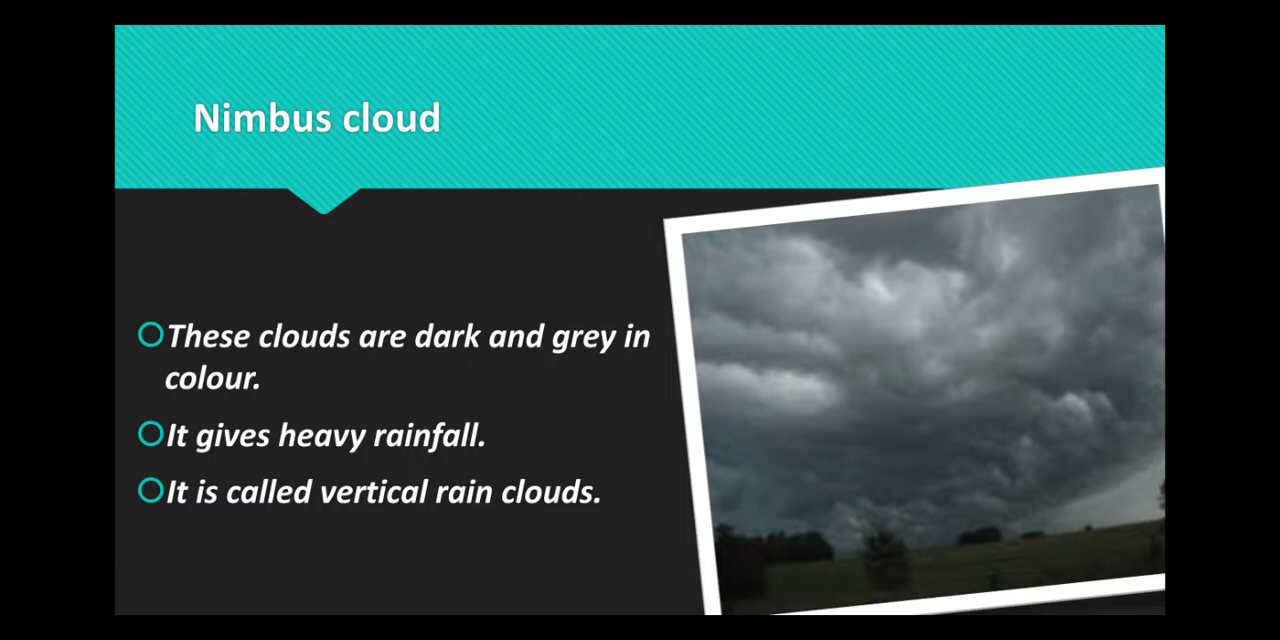 Nimbus cloud
These clouds are dark and grey in
colour.
It gives heavy rainfall.
It is called vertical rain clouds.